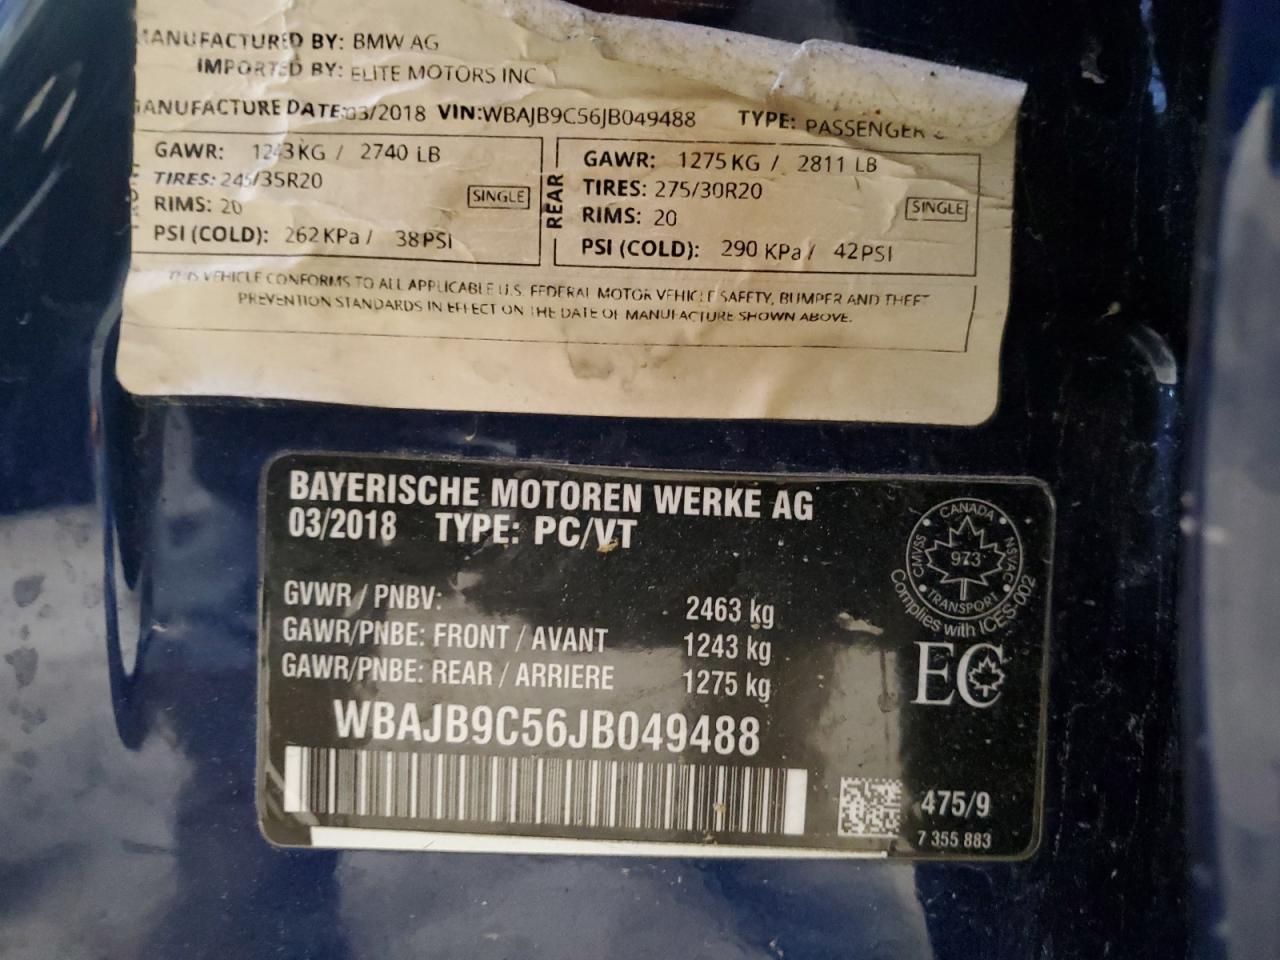 MANUFACTURED BY: BMW AG
IMPORTED BY: ELITE MOTORS INC
MANUFACTURE DATE:03/2018 VIN:WBAJB9C56JB049488 TYPE: PASSENGER
GAWR: 1243 KG / 2740 LB
TIRES: 245/35R20
RIMS: 20
SINGLE
PSI (COLD): 262 KPa / 38 PSI
REAR
GAWR: 1275 KG / 2811 LB
TIRES: 275/30R20
RIMS: 20
SINGLE
PSI (COLD): 290 KPa / 42 PSI
THIS VEHICLE CONFORMS TO ALL APPLICABLE U.S. FEDERAL MOTOR VEHICLE SAFETY, BUMPER AND THEFT
PREVENTION STANDARDS IN EFFECT ON THE DATE OF MANUFACTURE SHOWN ABOVE.
BAYERISCHE MOTOREN WERKE AG
03/2018 TYPE: PC/VT
GVWR / PNBV: 2463 kg
GAWR/PNBE: FRONT / AVANT 1243 kg
GAWR/PNBE: REAR / ARRIERE 1275 kg
WBAJB9C56JB049488
CANADA
CMVSS 973 NSVAC
TRANSPORT
Complies with ICES-002
EC
475/9
7 355 883